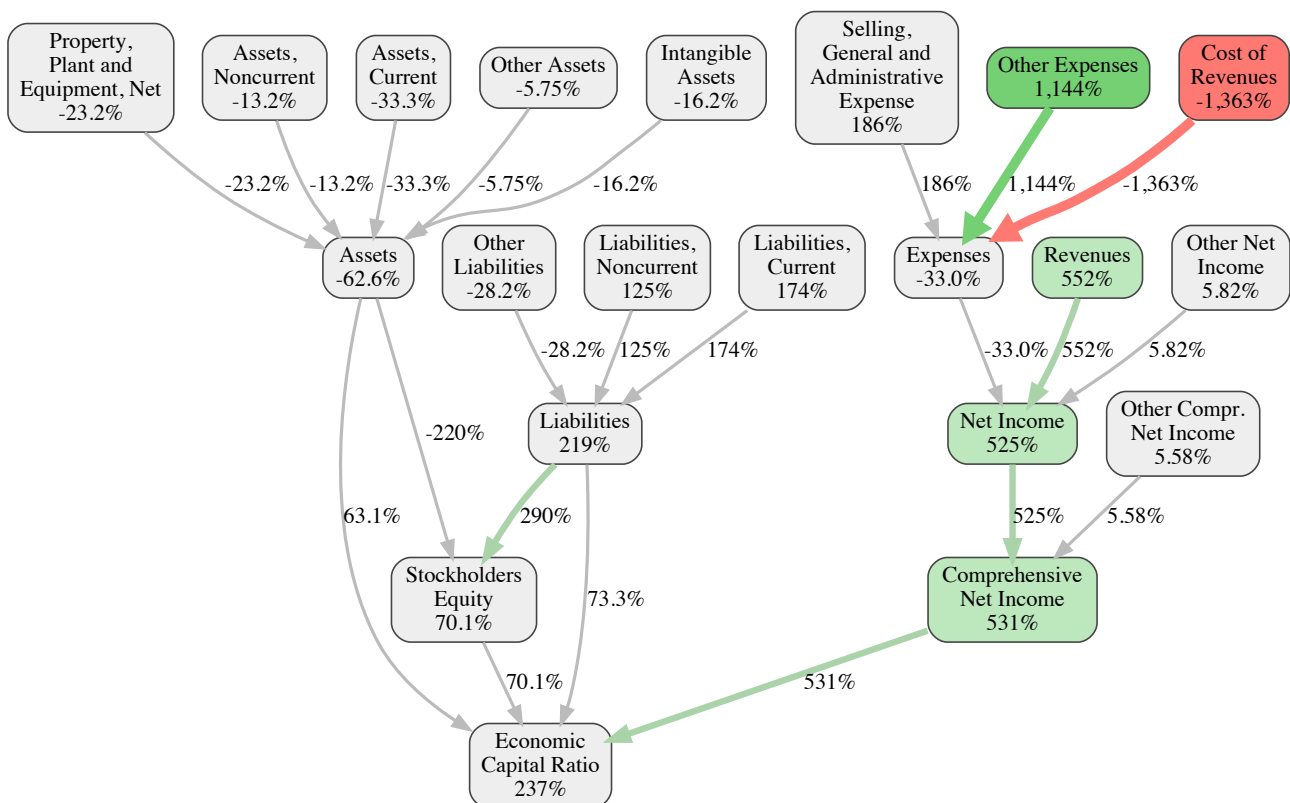 Property,
Plant and
Equipment, Net
-23.2%
Assets,
Noncurrent
-13.2%
Assets,
Current
-33.3%
Other Assets
-5.75%
Intangible
Assets
-16.2%
Selling,
General and
Administrative
Expense
186%
Other Expenses
1,144%
Cost of
Revenues
-1,363%
-23.2%
-13.2%
-33.3%
-5.75%
-16.2%
186%
1,144%
-1,363%
Assets
-62.6%
Other
Liabilities
-28.2%
Liabilities,
Noncurrent
125%
Liabilities,
Current
174%
Expenses
-33.0%
Revenues
552%
Other Net
Income
5.82%
-28.2%
125%
174%
-33.0%
552%
5.82%
Liabilities
219%
Net Income
525%
Other Compr.
Net Income
5.58%
-220%
63.1%
290%
525%
5.58%
Stockholders
Equity
70.1%
73.3%
Comprehensive
Net Income
531%
70.1%
531%
Economic
Capital Ratio
237%